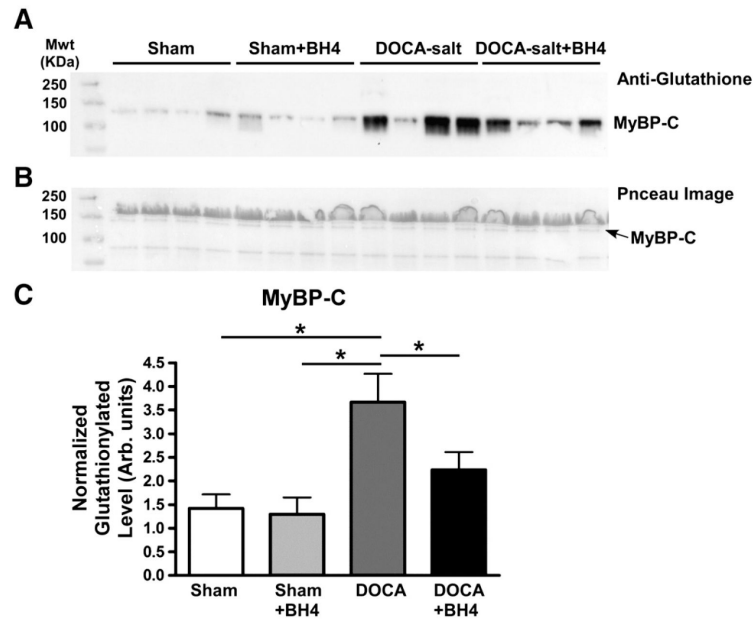 A
Mwt
(KDa)
Sham
Sham+BH4
DOCA-salt
DOCA-salt+BH4
250
150
100
Anti-Glutathione
MyBP-C
B
250
150
100
Pnceau Image
MyBP-C
C
MyBP-C
*
*
*
Normalized
Glutathionylated
Level (Arb. units)
4.5
4.0
3.5
3.0
2.5
2.0
1.5
1.0
0.5
0.0
Sham
Sham
+BH4
DOCA
DOCA
+BH4